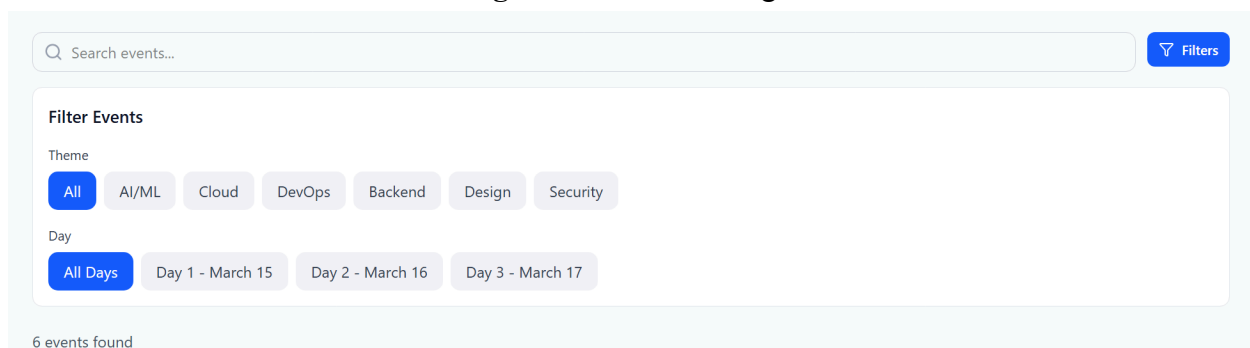 Search events...
Filters
Filter Events
Theme
All AI/ML Cloud DevOps Backend Design Security
Day
All Days Day 1 - March 15 Day 2 - March 16 Day 3 - March 17
6 events found